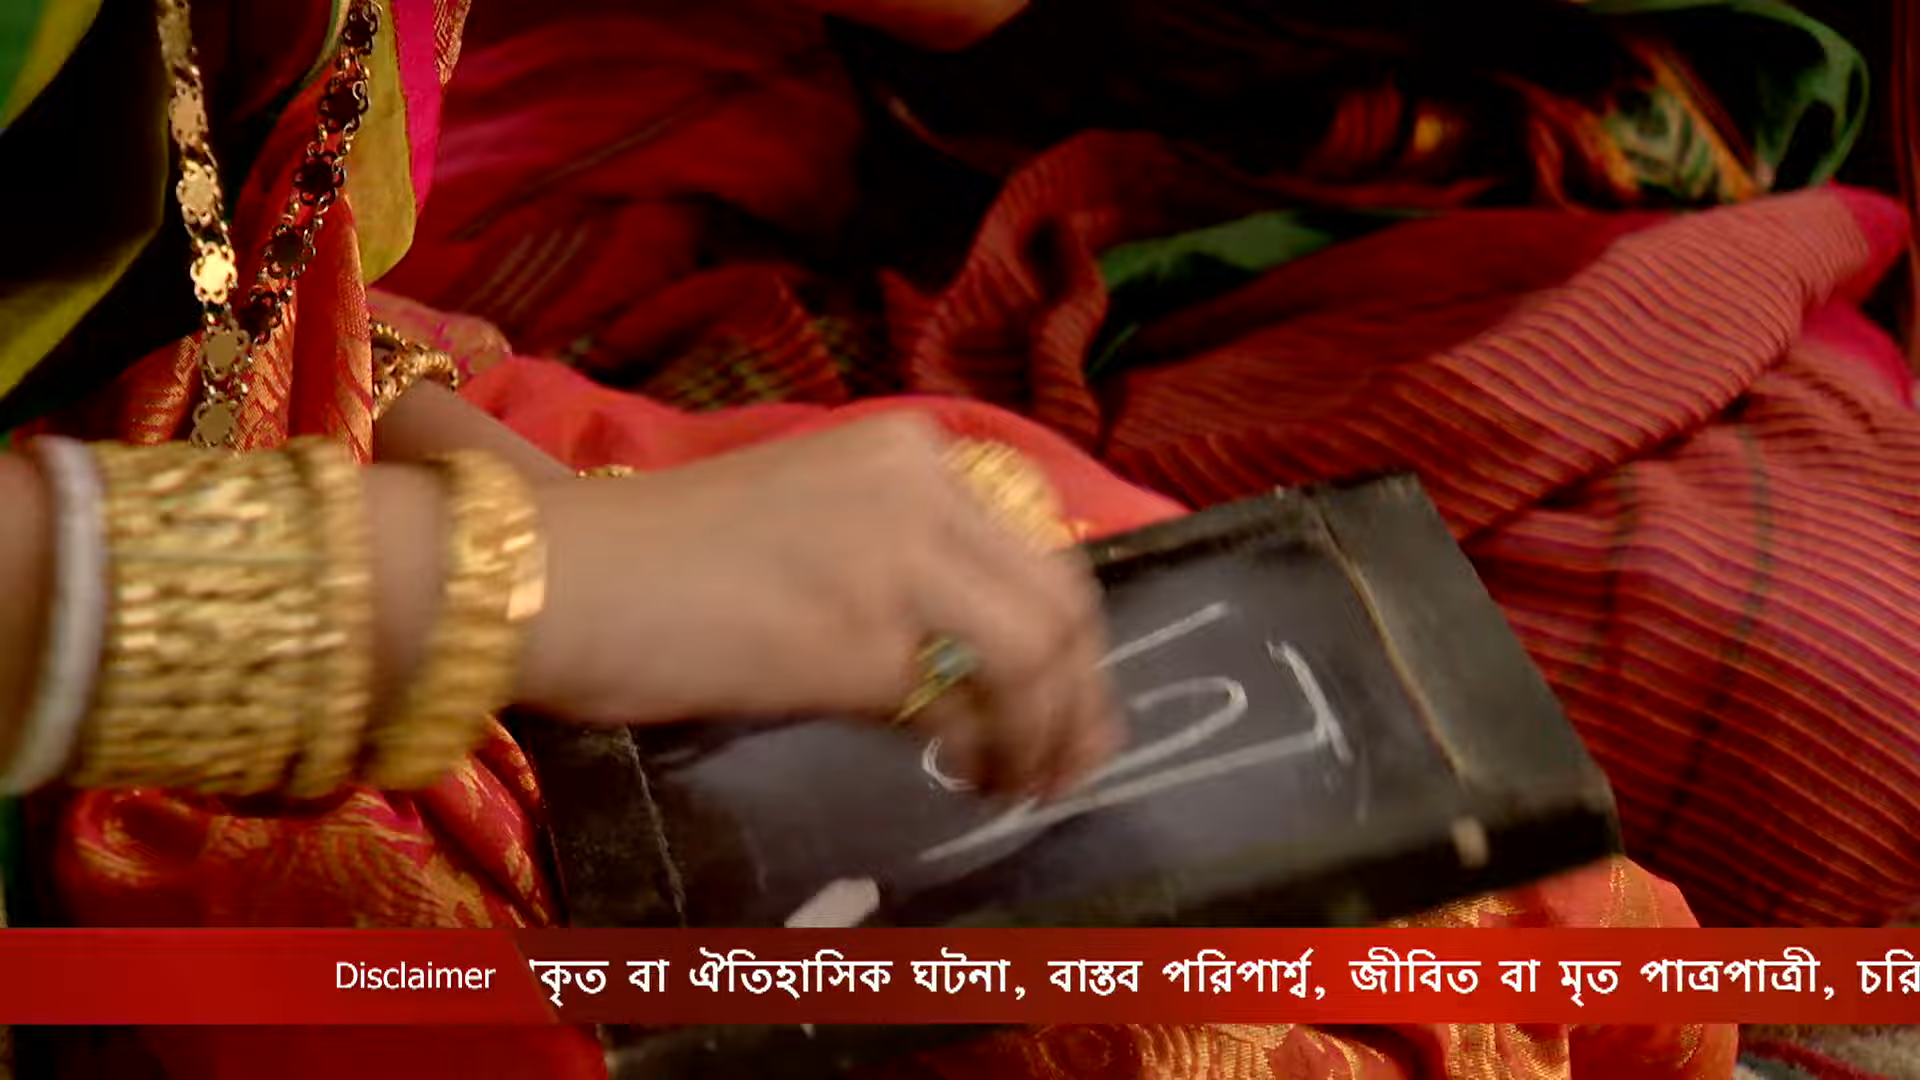 Disclaimer
বা ঐতিহাসিক ঘটনা, বাস্তব পরিপার্শ্ব, জীবিত বা মৃত পাত্রপাত্রী,